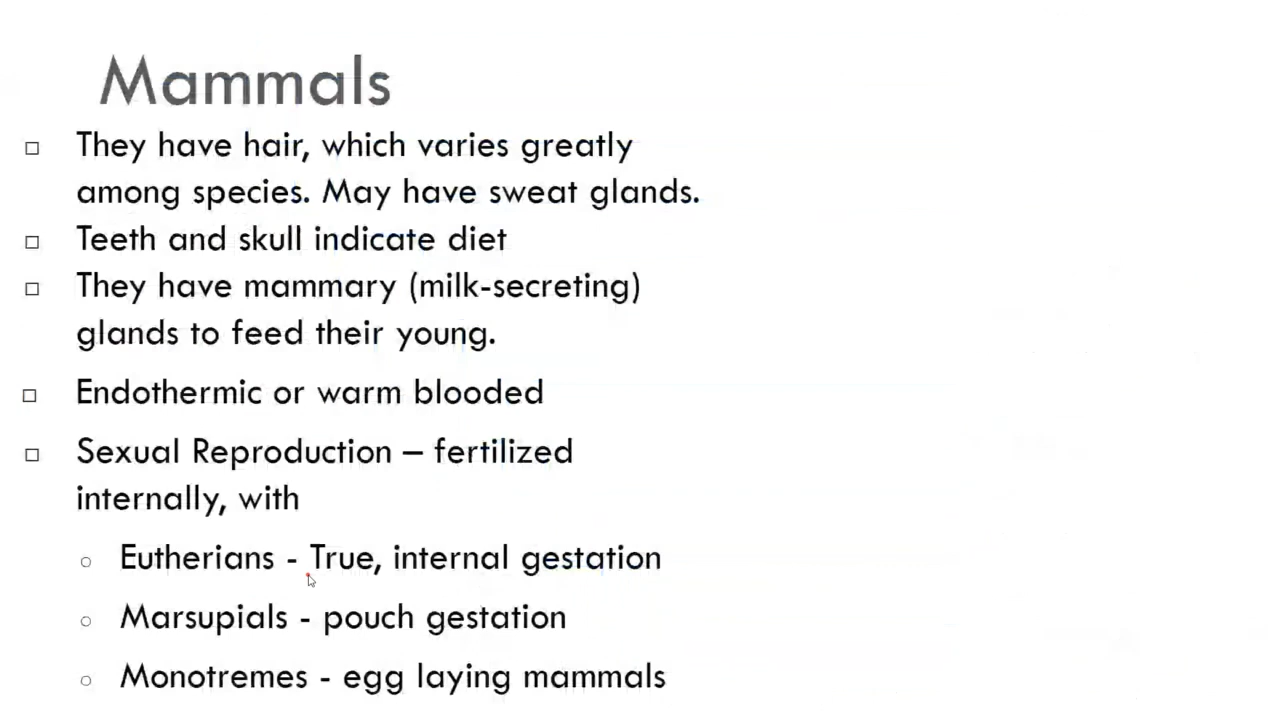 Mammals
They have hair, which varies greatly
among species. May have sweat glands.
Teeth and skull indicate diet
They have mammary (milk-secreting)
glands to feed their young.
Endothermic or warm blooded
Sexual Reproduction – fertilized
internally, with
Eutherians - True, internal gestation
Marsupials - pouch gestation
Monotremes - egg laying mammals